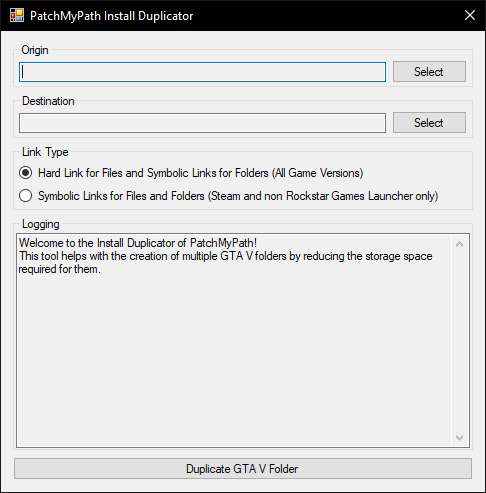 PatchMyPath Install Duplicator
Origin
Select
Destination
Select
Link Type
Hard Link for Files and Symbolic Links for Folders (All Game Versions)
Symbolic Links for Files and Folders (Steam and non Rockstar Games Launcher only)
Logging
Welcome to the Install Duplicator of PatchMyPath!
This tool helps with the creation of multiple GTA V folders by reducing the storage space
required for them.
Duplicate GTA V Folder